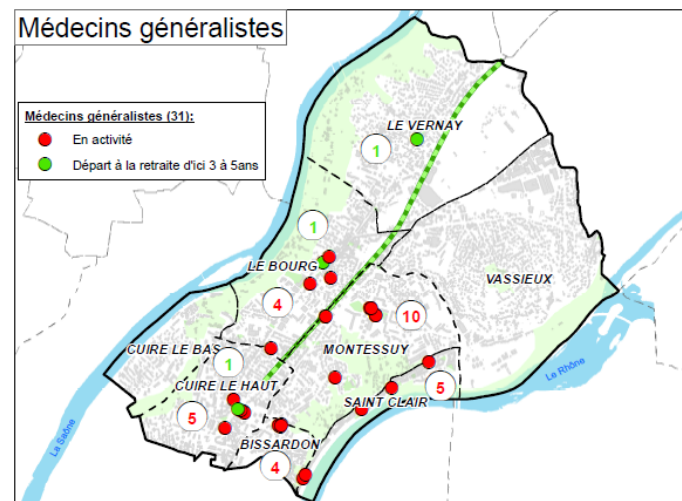 Médecins généralistes
Médecins généralistes (31):
En activité
Départ à la retraite d'ici 3 à 5ans
LE VERNAY
1
1
LE BOURG
VASSIEUX
4
10
CUIRE LE BAS
MONTESSUY
1
CUIRE LE HAUT
5
Le Rhône
SAINT CLAIR
5
BISSARDON
4
La Saône